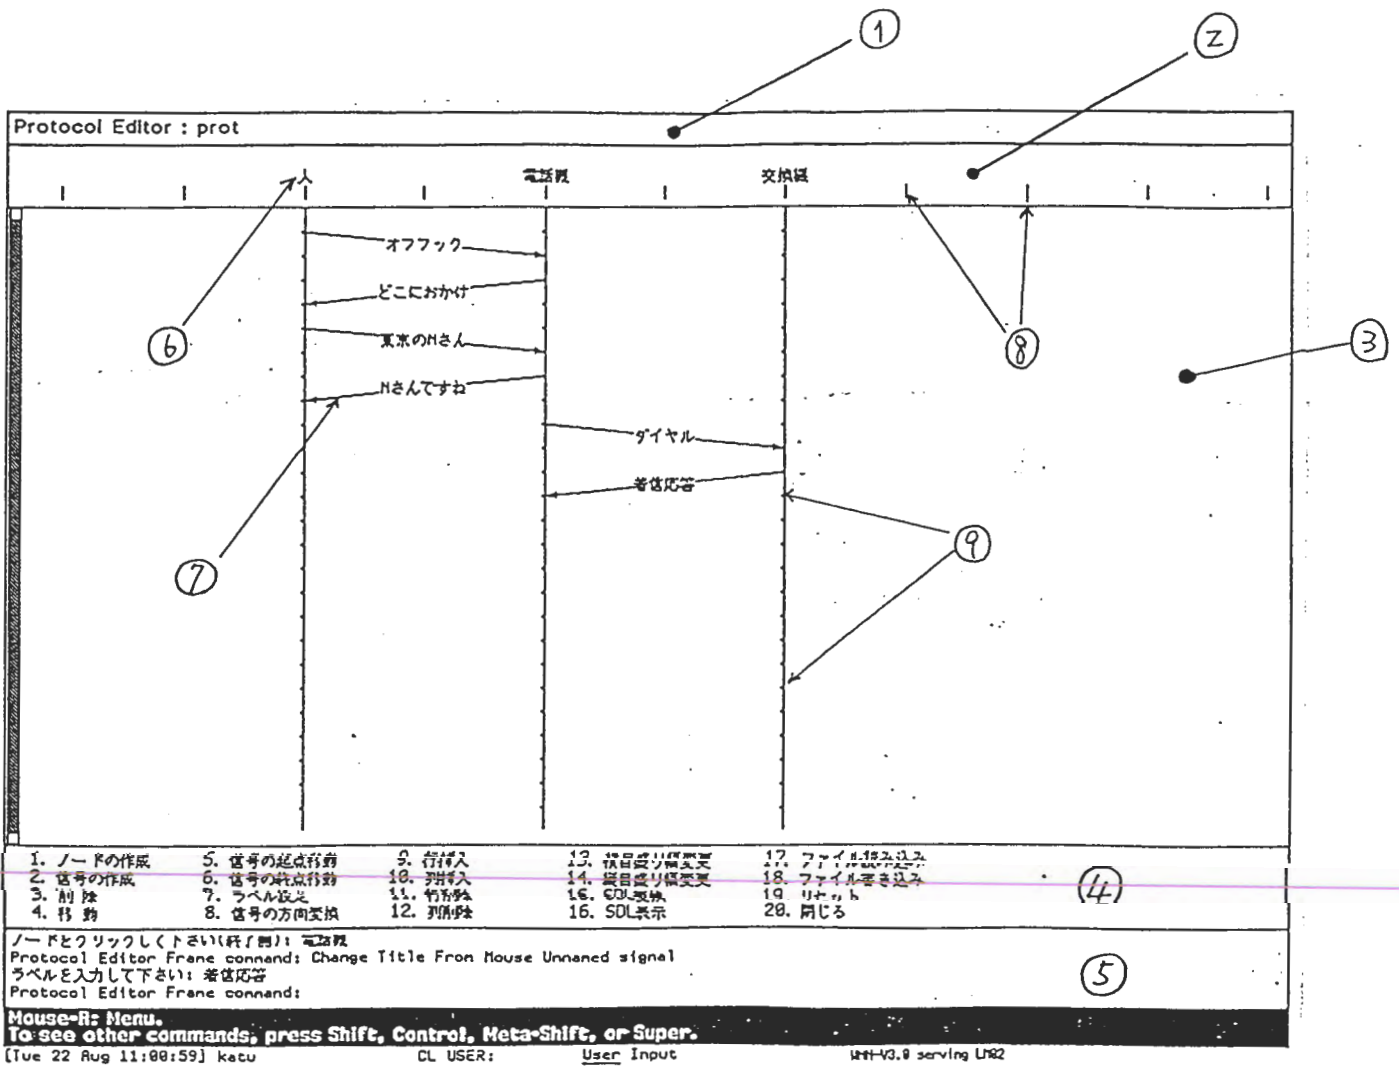 ①
②
Protocol Editor : prot
人 電話機 交換機
オフフック
どこにおかけ
⑥
東京のNさん
⑧
③
Nさんですね
ダイヤル
着信応答
⑨
⑦
1. ノードの作成 5. 信号の起点移動 9. 行挿入 13. 横目盛り幅変更 17. ファイル読み込み
2. 信号の作成 6. 信号の終点移動 10. 列挿入 14. 縦目盛り幅変更 18. ファイル書き込み
④
3. 削除 7. ラベル設定 11. 行削除 15. SDL変換 19. リセット
4. 移動 8. 信号の方向変換 12. 列削除 16. SDL表示 20. 閉じる
ノードをクリックして下さい(終了側): 電話機
Protocol Editor Frame command: Change Title From Mouse Unnamed signal
ラベルを入力して下さい: 着信応答
⑤
Protocol Editor Frame command:
Mouse-R: Menu.
To see other commands, press Shift, Control, Meta-Shift, or Super.
[Tue 22 Aug 11:00:59] katu CL USER: User Input serving LM02